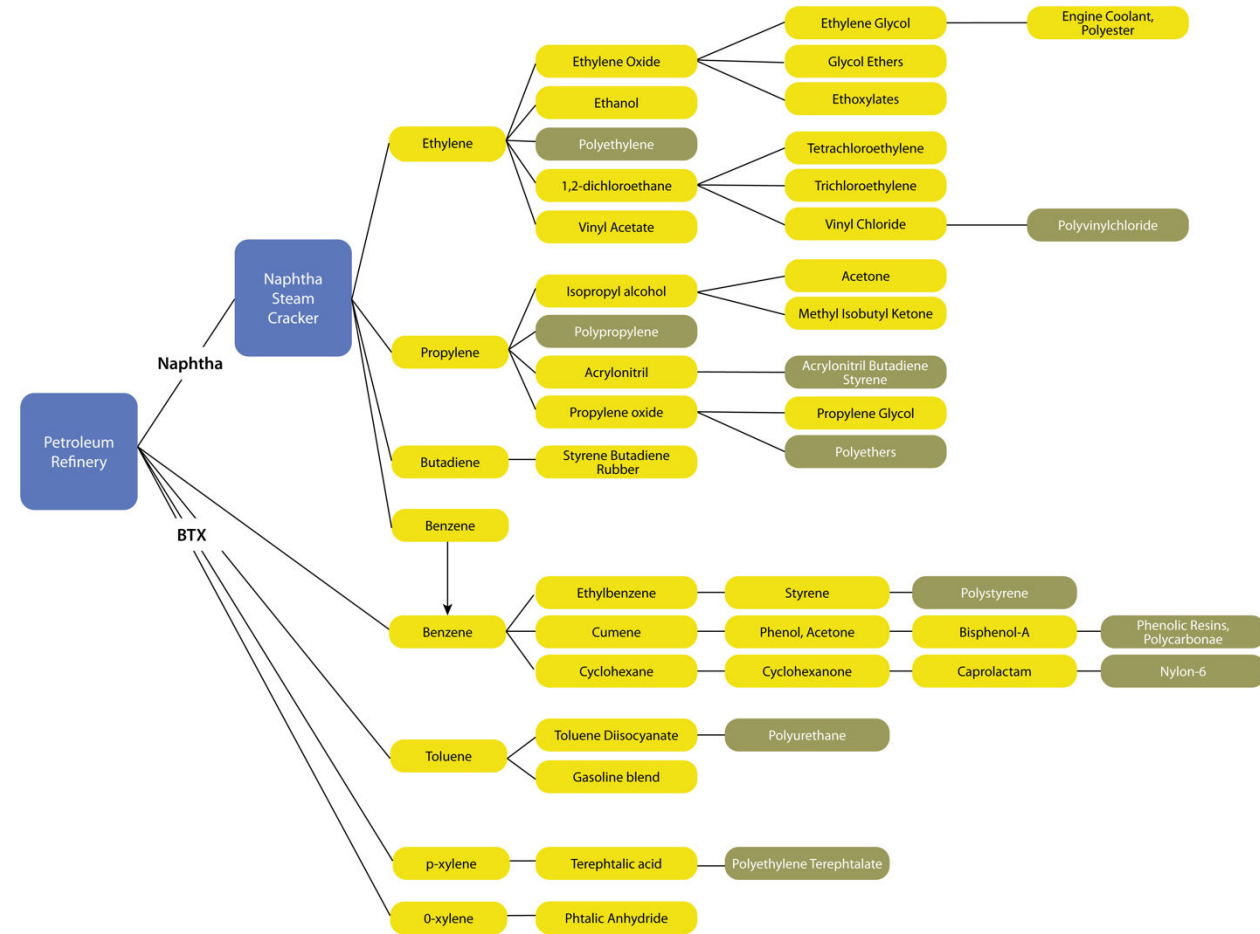 Petroleum
Refinery
Naphtha
BTX
Naphtha
Steam
Cracker
Ethylene
Ethylene Oxide
Ethylene Glycol
Engine Coolant,
Polyester
Glycol Ethers
Ethoxylates
Ethanol
Polyethylene
1,2-dichloroethane
Tetrachloroethylene
Trichloroethylene
Vinyl Chloride
Polyvinylchloride
Vinyl Acetate
Propylene
Isopropyl alcohol
Acetone
Methyl Isobutyl Ketone
Polypropylene
Acrylonitril
Acrylonitril Butadiene
Styrene
Propylene oxide
Propylene Glycol
Polyethers
Butadiene
Styrene Butadiene
Rubber
Benzene
Benzene
Ethylbenzene
Styrene
Polystyrene
Cumene
Phenol, Acetone
Bisphenol-A
Phenolic Resins,
Polycarbonae
Cyclohexane
Cyclohexanone
Caprolactam
Nylon-6
Toluene
Toluene Diisocyanate
Polyurethane
Gasoline blend
p-xylene
Terephtalic acid
Polyethylene Terephtalate
0-xylene
Phtalic Anhydride